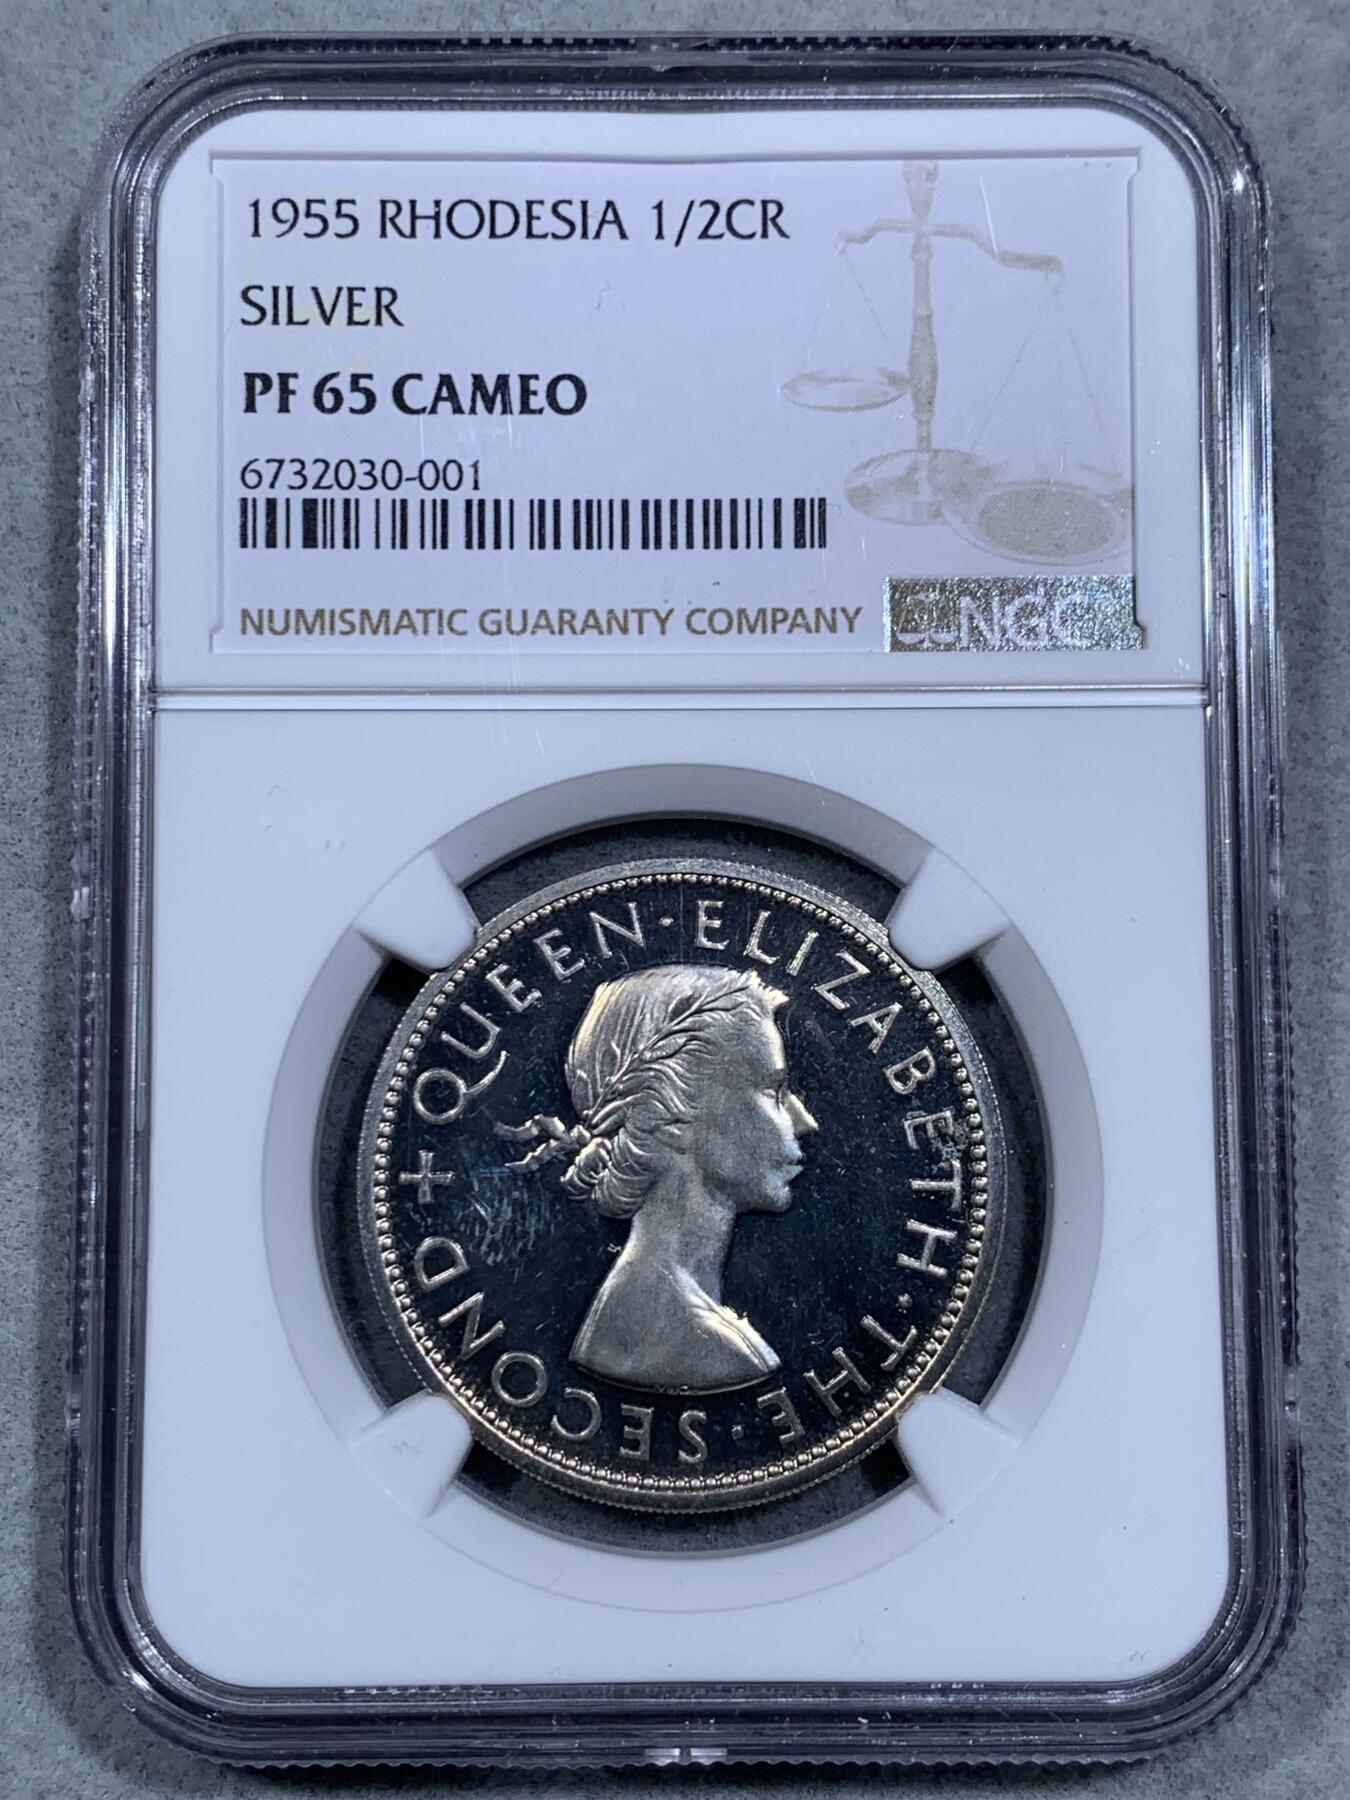 1955 RHODESIA 1/2CR
SILVER
PF 65 CAMEO
6732030-001
NUMISMATIC GUARANTY COMPANY
NGC
+ QUEEN · ELIZABETH · THE · SECOND